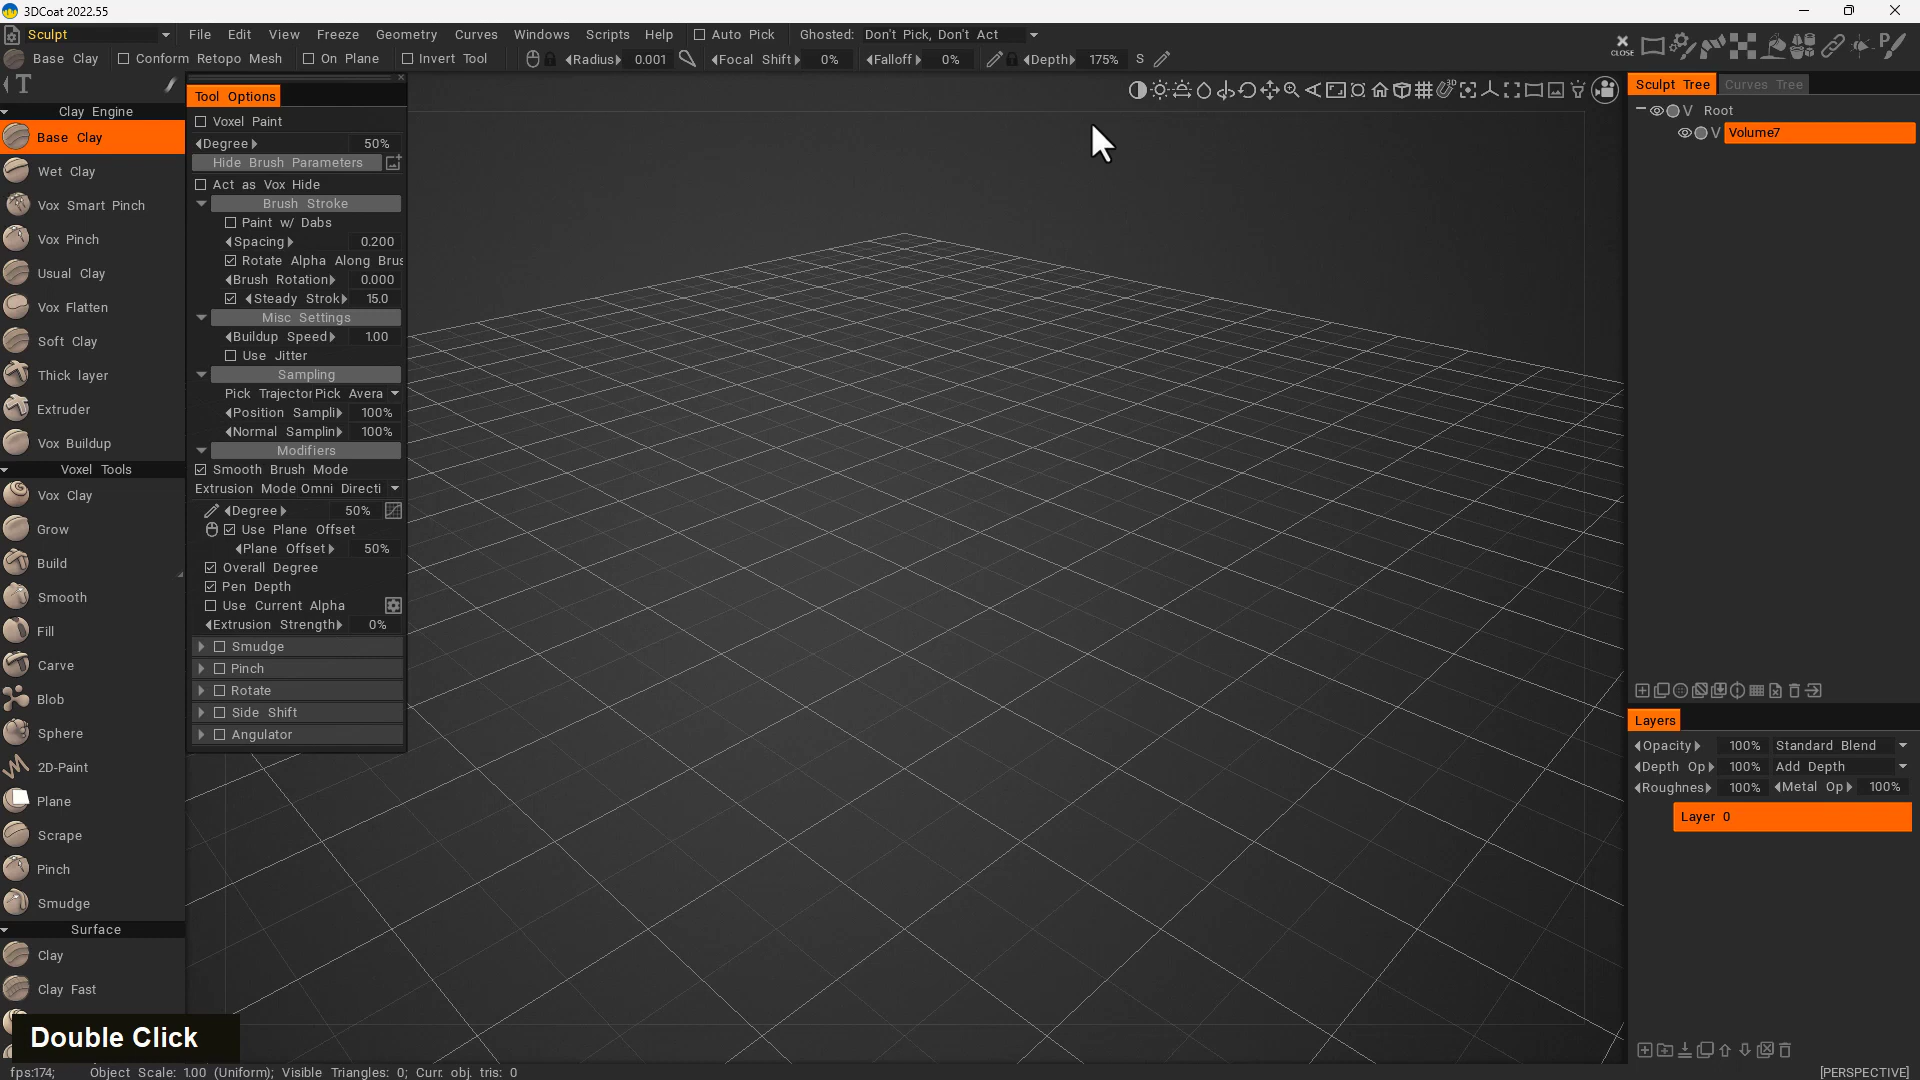 3DCoat 2022.55
Sculpt File Edit View Freeze Geometry Curves Windows Scripts Help Auto Pick Ghosted: Don't Pick, Don't Act
Base Clay Conform Retopo Mesh On Plane Invert Tool Radius 0.001 Focal Shift 0% Falloff 0% Depth 175% S
CLOSE
Clay Engine
Base Clay
Wet Clay
Vox Smart Pinch
Vox Pinch
Usual Clay
Vox Flatten
Soft Clay
Thick layer
Extruder
Vox Buildup
Voxel Tools
Vox Clay
Grow
Build
Smooth
Fill
Carve
Blob
Sphere
2D-Paint
Plane
Scrape
Pinch
Smudge
Surface
Clay
Clay Fast
Double Click
Tool Options
Voxel Paint
Degree 50%
Hide Brush Parameters
Act as Vox Hide
Brush Stroke
Paint w/ Dabs
Spacing 0.200
Rotate Alpha Along Brus
Brush Rotation 0.000
Steady Strok 15.0
Misc Settings
Buildup Speed 1.00
Use Jitter
Sampling
Pick Trajector Pick Avera
Position Sampli 100%
Normal Samplin 100%
Modifiers
Smooth Brush Mode
Extrusion Mode Omni Directi
Degree 50%
Use Plane Offset
Plane Offset 50%
Overall Degree
Pen Depth
Use Current Alpha
Extrusion Strength 0%
Smudge
Pinch
Rotate
Side Shift
Angulator
Sculpt Tree Curves Tree
V Root
V Volume7
Layers
Opacity 100% Standard Blend
Depth Op 100% Add Depth
Roughnes 100% Metal Op 100%
Layer 0
fps:174; Object Scale: 1.00 (Uniform); Visible Triangles: 0; Curr. obj. tris: 0
[PERSPECTIVE]